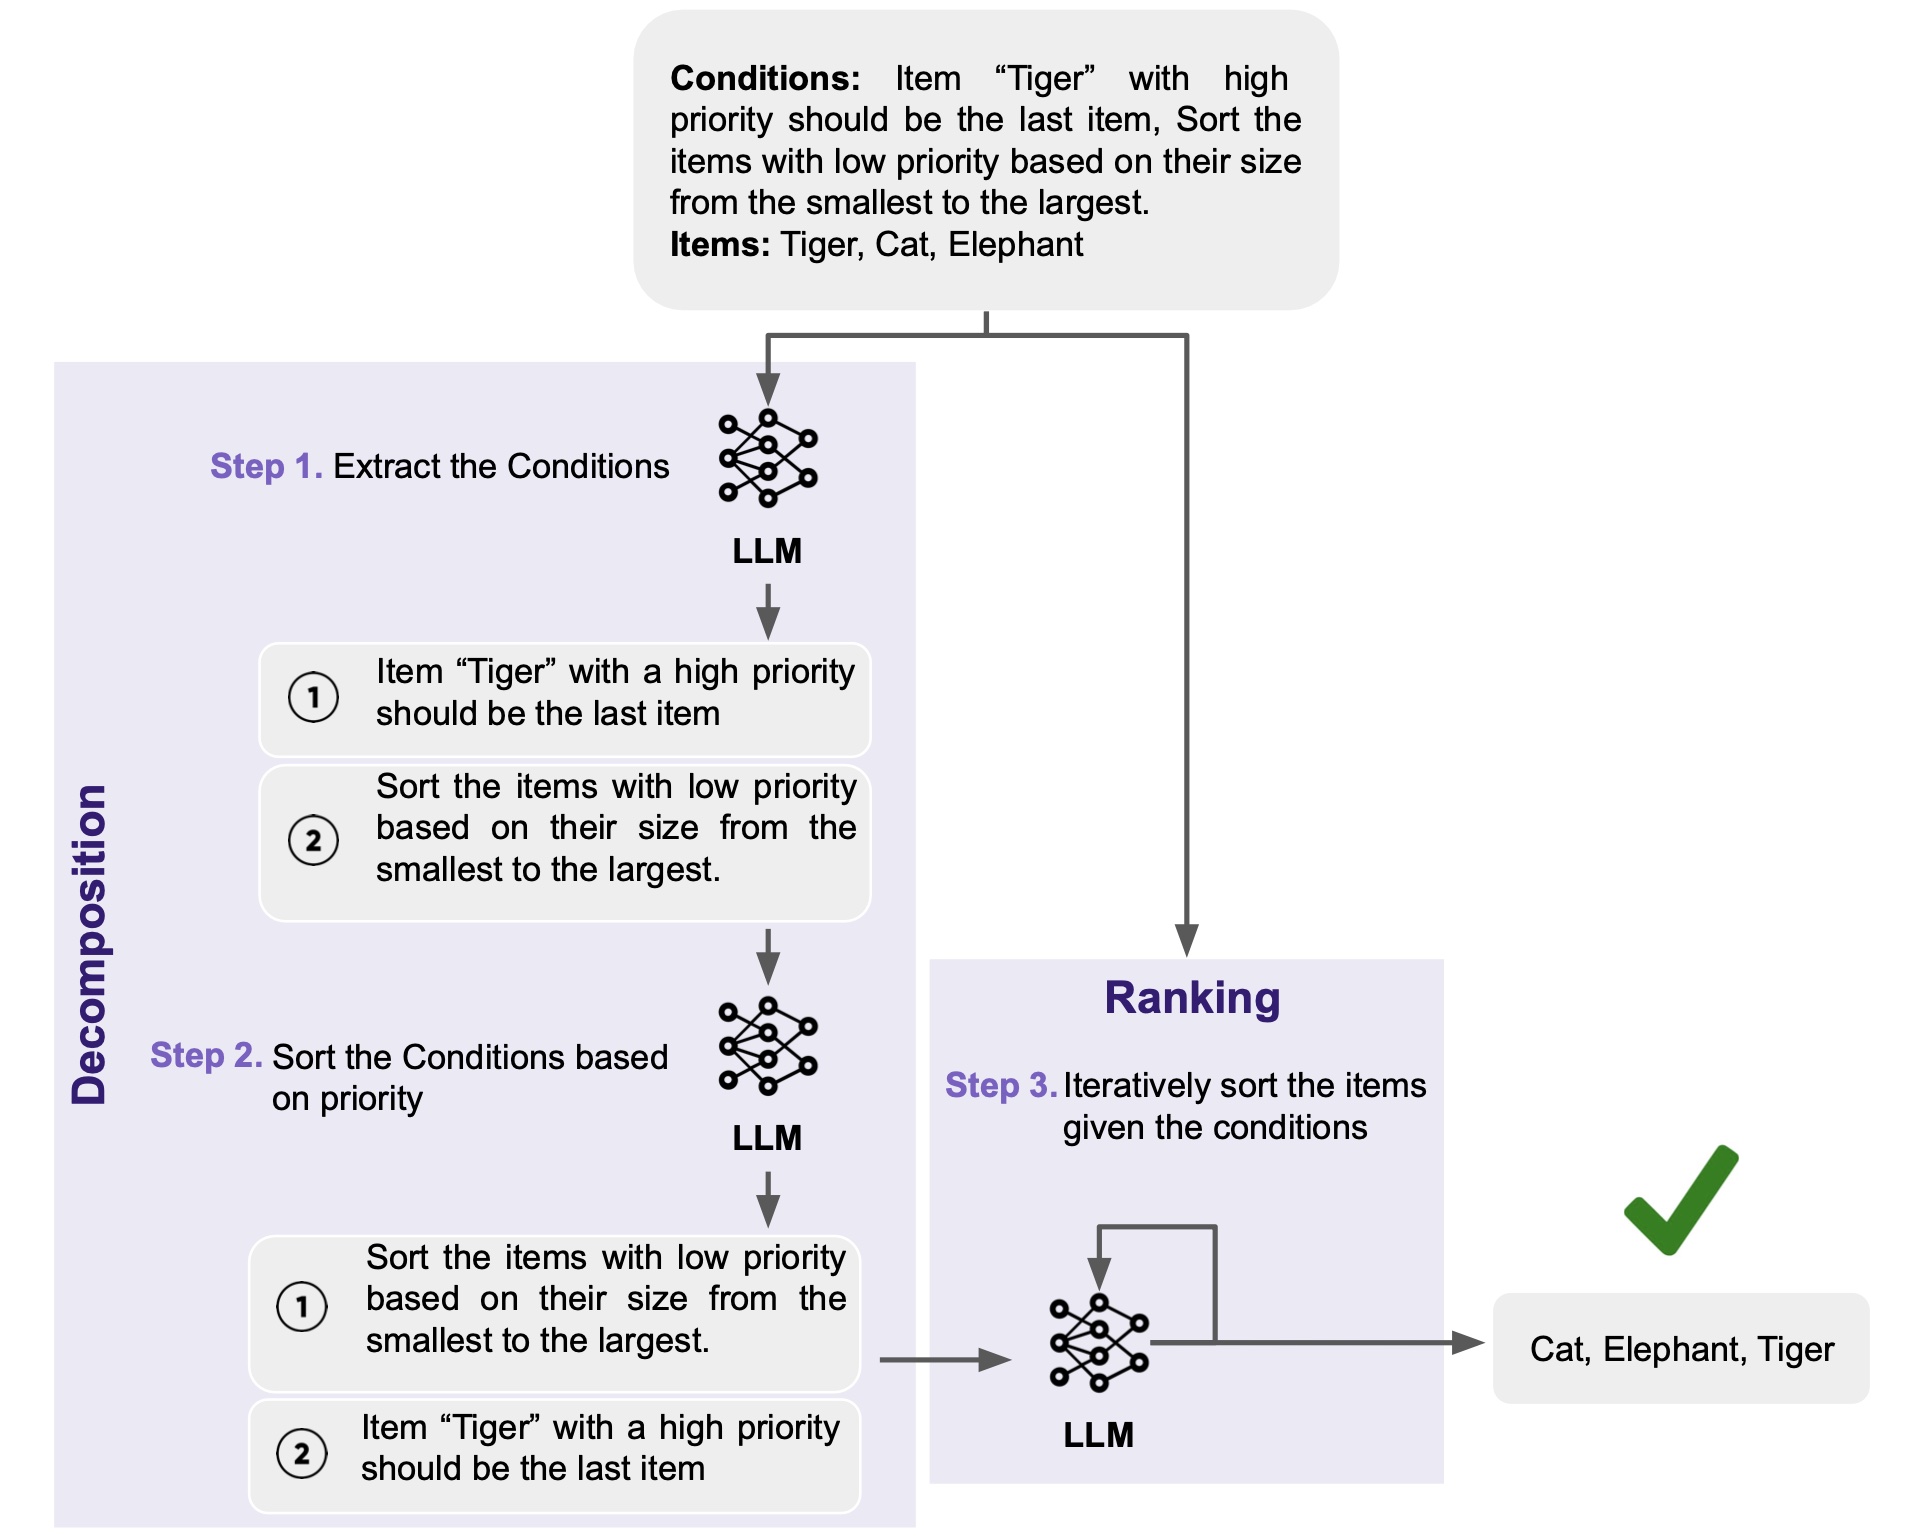 Conditions: Item “Tiger” with high
priority should be the last item, Sort the
items with low priority based on their size
from the smallest to the largest.
Items: Tiger, Cat, Elephant
Decomposition
Step 1. Extract the Conditions
LLM
1 Item “Tiger” with a high priority
should be the last item
2 Sort the items with low priority
based on their size from the
smallest to the largest.
Step 2. Sort the Conditions based
on priority
LLM
1 Sort the items with low priority
based on their size from the
smallest to the largest.
2 Item “Tiger” with a high priority
should be the last item
Ranking
Step 3. Iteratively sort the items
given the conditions
LLM
Cat, Elephant, Tiger